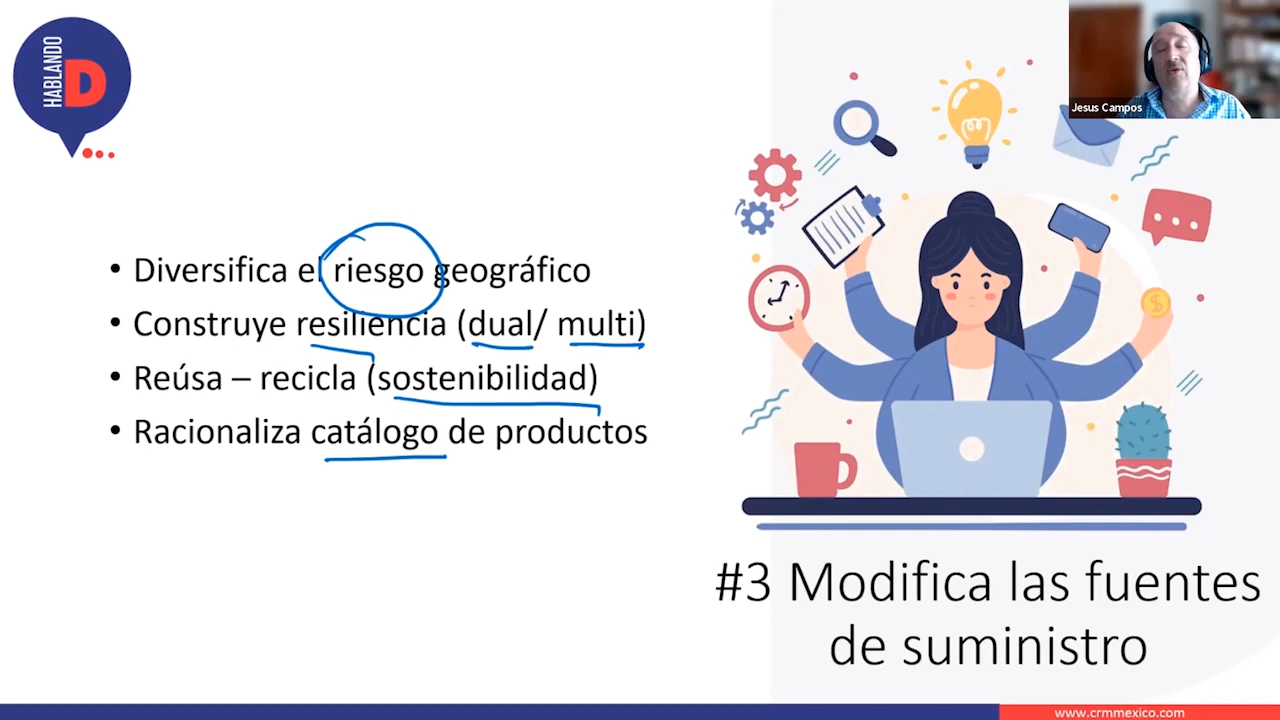 HABLANDO
D
Jesus Campos
• Diversifica el riesgo geográfico
• Construye resiliencia (dual/ multi)
• Reúsa – recicla (sostenibilidad)
• Racionaliza catálogo de productos
#3 Modifica las fuentes
de suministro
www.crmmexico.com